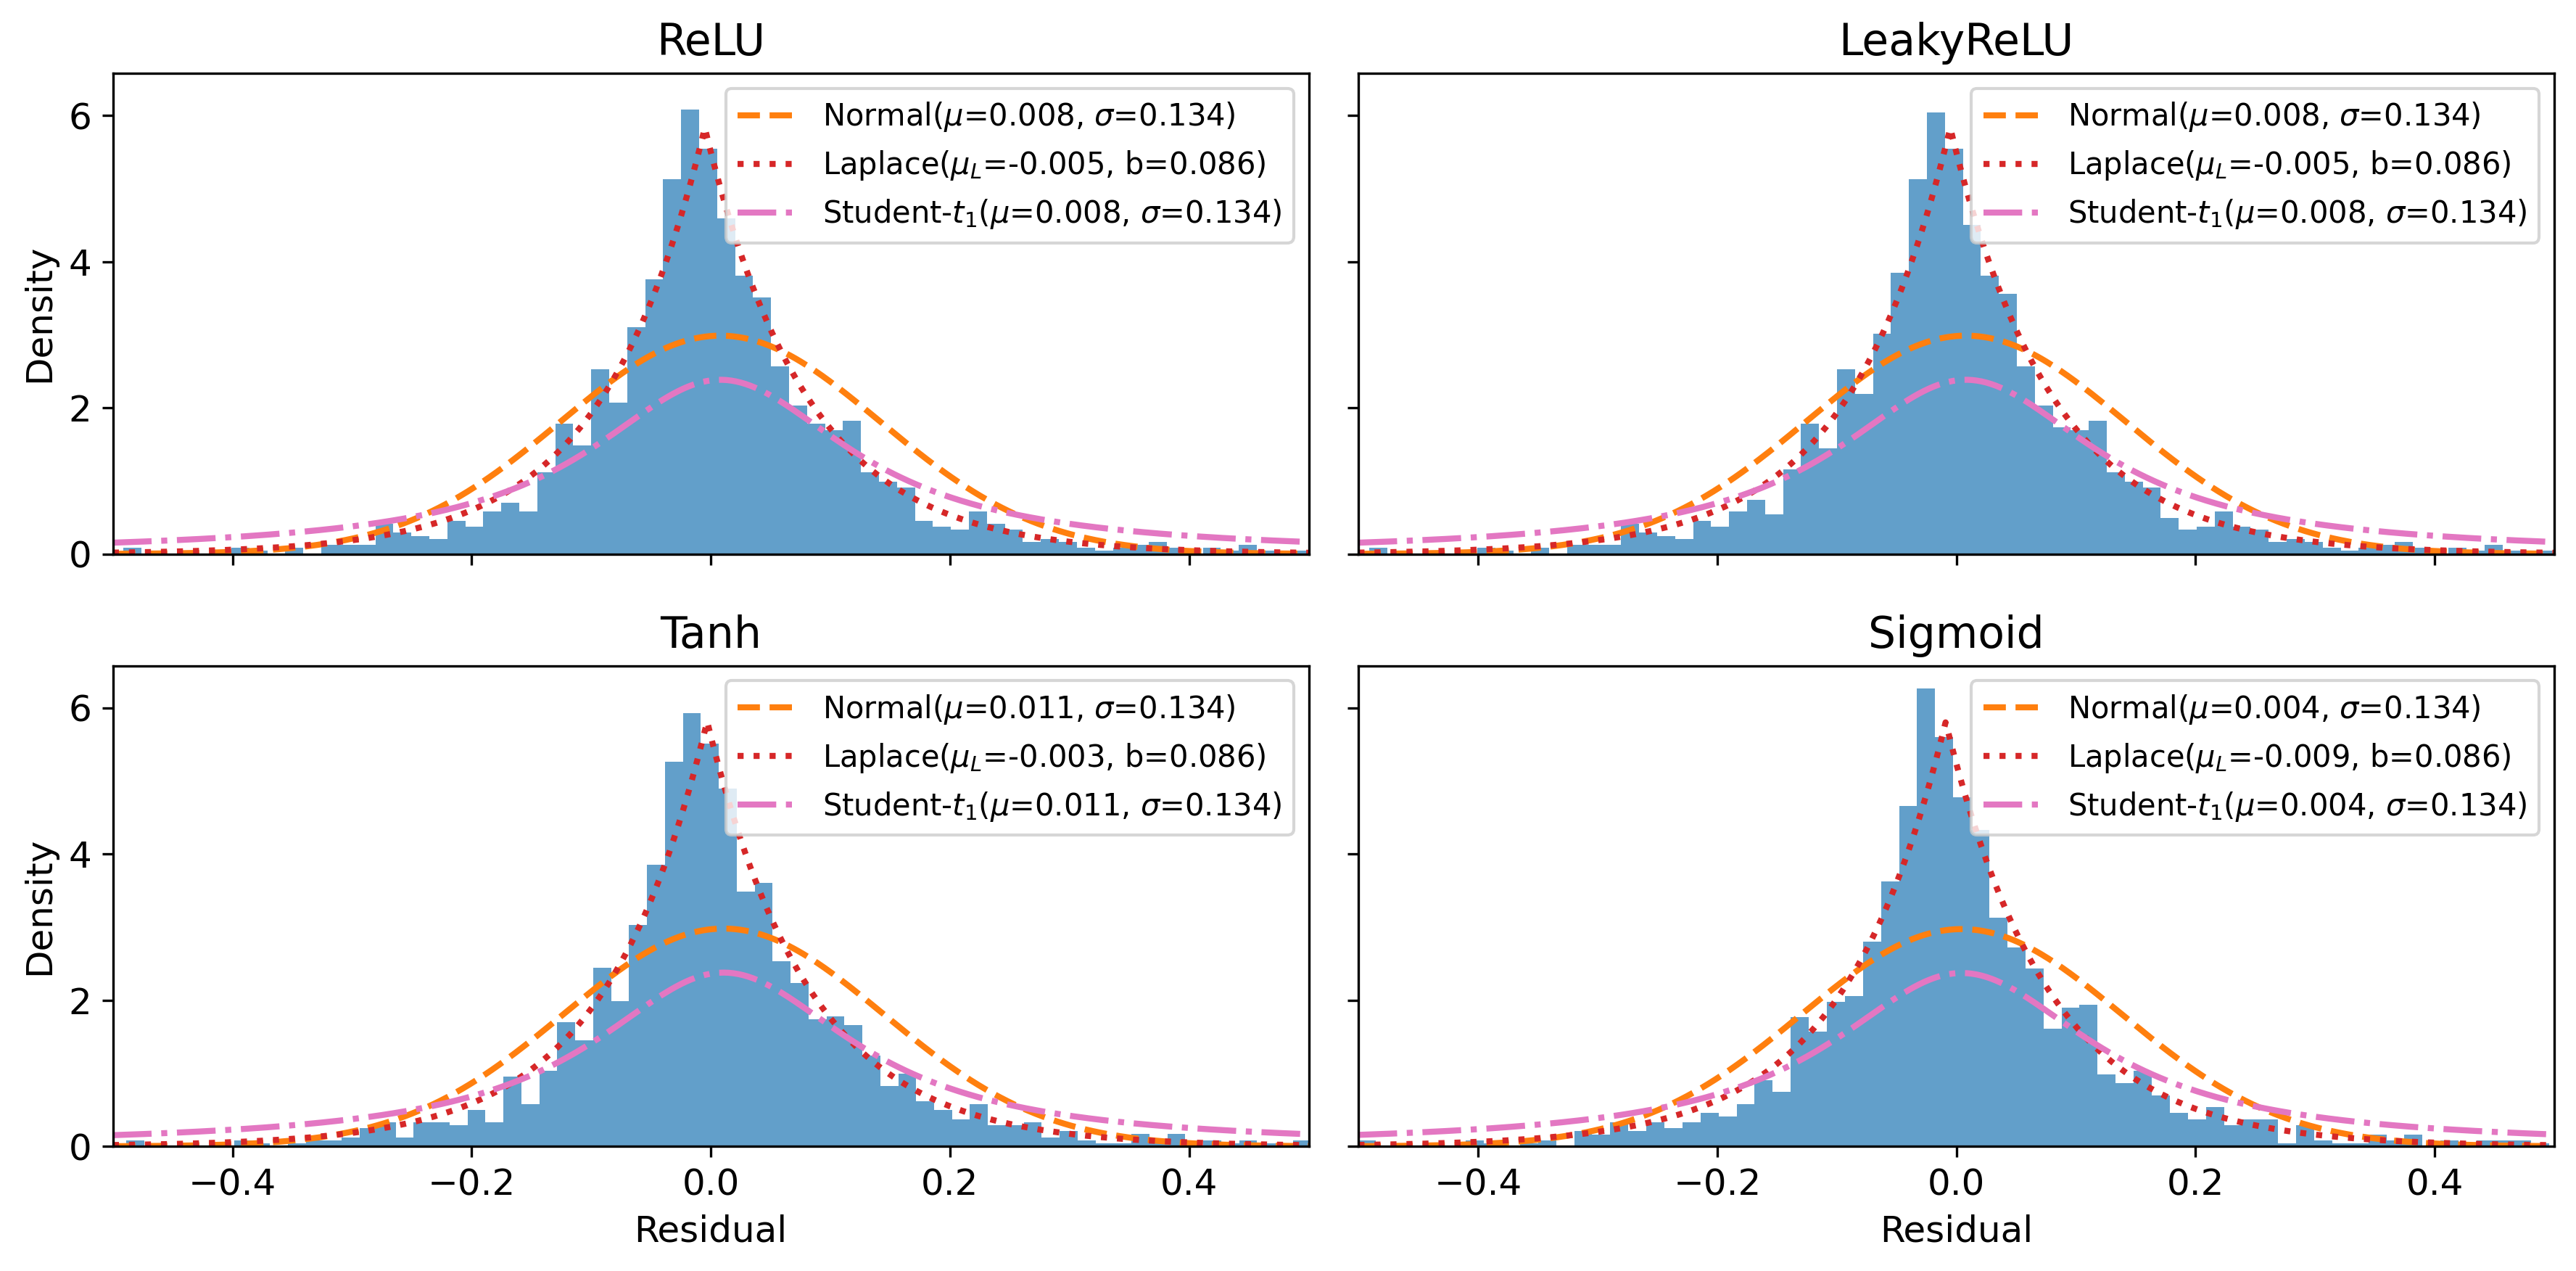 ReLU
Density
6
4
2
0
Normal(μ=0.008, σ=0.134)
Laplace(μ_L=-0.005, b=0.086)
Student-t₁(μ=0.008, σ=0.134)
LeakyReLU
Normal(μ=0.008, σ=0.134)
Laplace(μ_L=-0.005, b=0.086)
Student-t₁(μ=0.008, σ=0.134)
Tanh
Density
6
4
2
0
Normal(μ=0.011, σ=0.134)
Laplace(μ_L=-0.003, b=0.086)
Student-t₁(μ=0.011, σ=0.134)
−0.4 −0.2 0.0 0.2 0.4
Residual
Sigmoid
Normal(μ=0.004, σ=0.134)
Laplace(μ_L=-0.009, b=0.086)
Student-t₁(μ=0.004, σ=0.134)
−0.4 −0.2 0.0 0.2 0.4
Residual